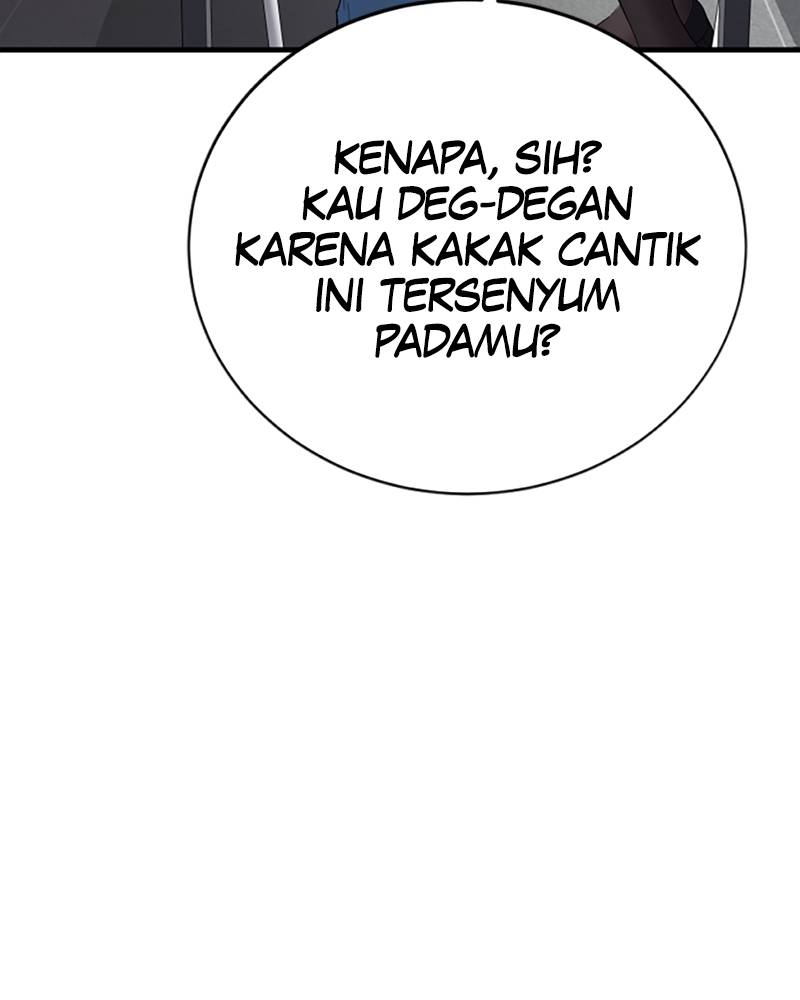 KENAPA, SIH?
KAU DEG-DEGAN
KARENA KAKAK CANTIK
INI TERSENYUM
PADAMU?